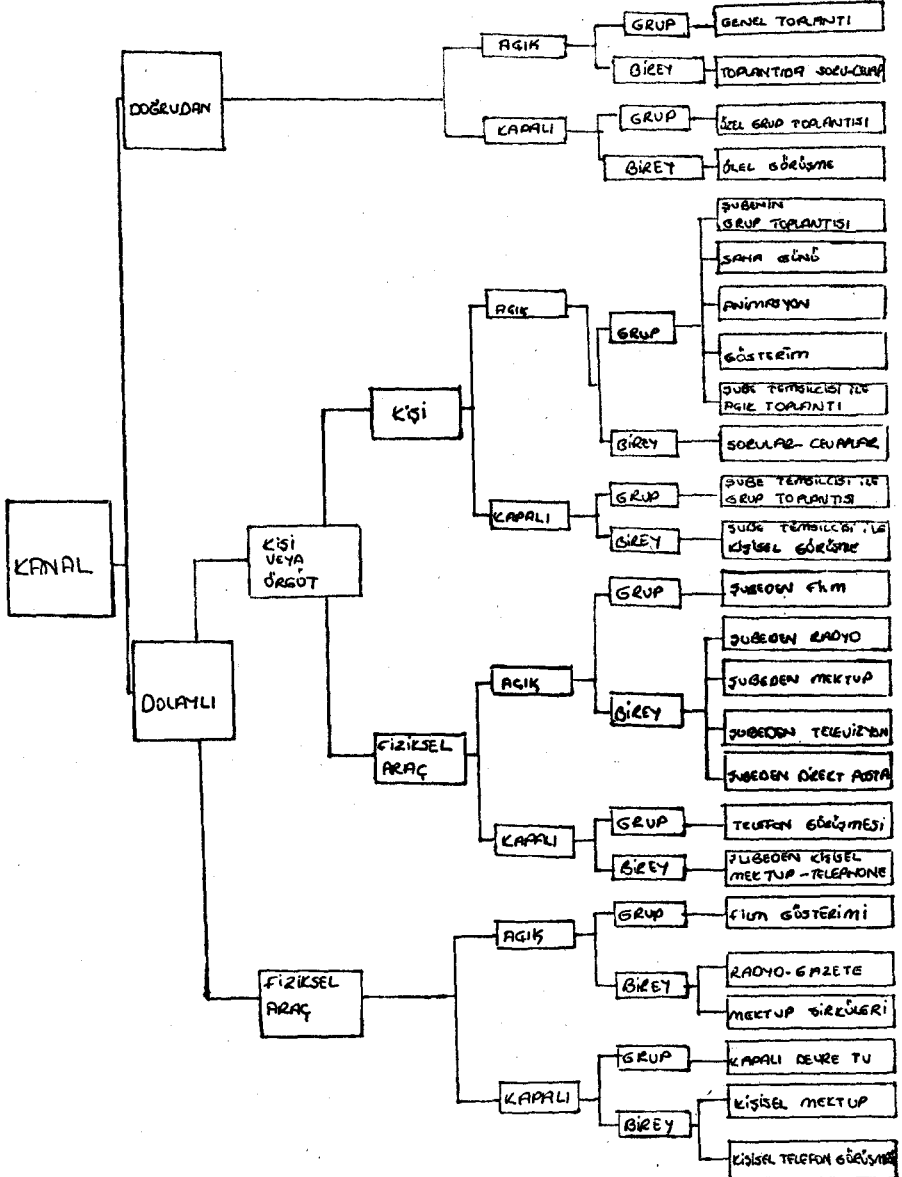 GRUP
GENEL TOPLANTI
AÇIK
BİREY
TOPLANTIDA SORU-CEVAP
DOĞRUDAN
GRUP
ÖZEL GRUP TOPLANTISI
KAPALI
BİREY
ÖZEL GÖRÜŞME
ŞUBENİN
GRUP TOPLANTISI
SAHA GÜNÜ
AÇIK
ANİMASYON
GRUP
GÖSTERİM
ŞUBE TEMSİLCİSİ İLE
AÇIK TOPLANTI
KİŞİ
BİREY
SORULAR-CEVAPLAR
GRUP
ŞUBE TEMSİLCİSİ İLE
GRUP TOPLANTISI
KAPALI
BİREY
ŞUBE TEMSİLCİSİ İLE
KİŞİSEL GÖRÜŞME
KİŞİ
VEYA
ÖRGÜT
KANAL
GRUP
ŞUBEDEN FİLM
ŞUBEDEN RADYO
AÇIK
ŞUBEDEN MEKTUP
DOLAYLI
BİREY
ŞUBEDEN TELEVİZYON
FİZİKSEL
ARAÇ
ŞUBEDEN DİREKT POSTA
GRUP
TELEFON GÖRÜŞMESİ
KAPALI
BİREY
ŞUBEDEN KİŞİSEL
MEKTUP-TELEPHONE
GRUP
FİLM GÖSTERİMİ
AÇIK
RADYO-GAZETE
BİREY
MEKTUP SİRKÜLERİ
FİZİKSEL
ARAÇ
GRUP
KAPALI DEVRE TV
KAPALI
KİŞİSEL MEKTUP
BİREY
KİŞİSEL TELEFON GÖRÜŞMESİ